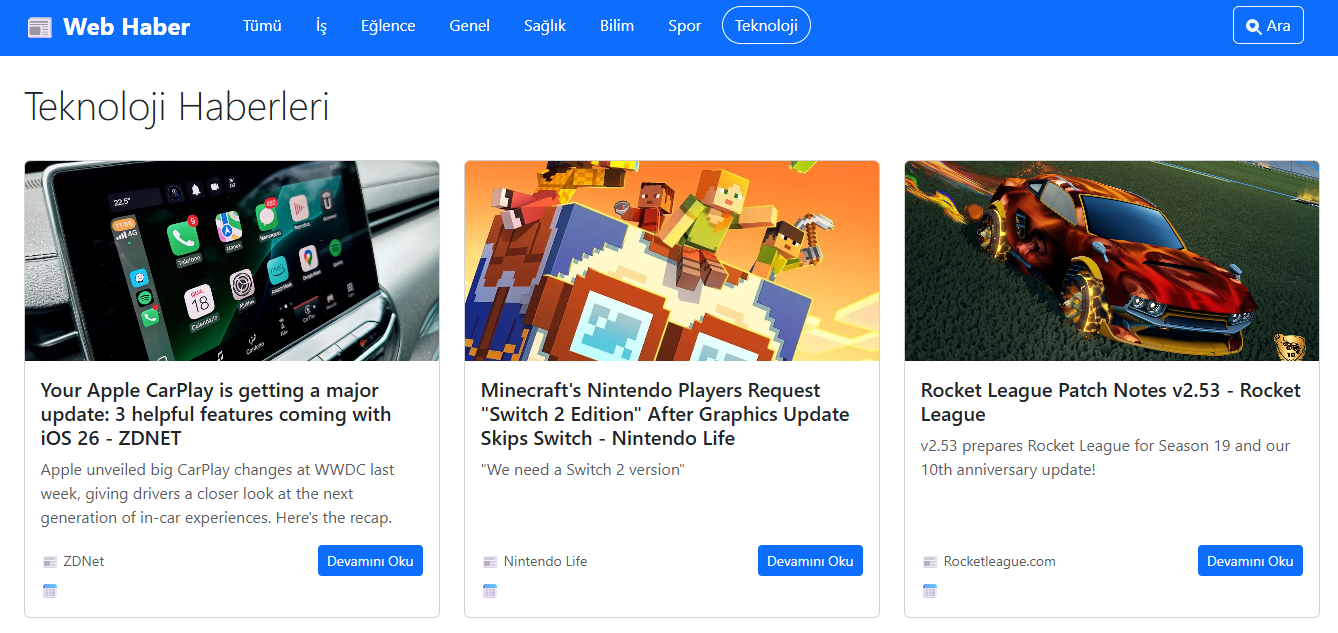 Web Haber
Tümü
İş
Eğlence
Genel
Sağlık
Bilim
Spor
Teknoloji
Ara
Teknoloji Haberleri
22.5°
4G
9
Telefono
Your Apple CarPlay is getting a major
update: 3 helpful features coming with
iOS 26 - ZDNET
Apple unveiled big CarPlay changes at WWDC last
week, giving drivers a closer look at the next
generation of in-car experiences. Here's the recap.
ZDNet
Devamını Oku
Minecraft's Nintendo Players Request
"Switch 2 Edition" After Graphics Update
Skips Switch - Nintendo Life
"We need a Switch 2 version"
Nintendo Life
Devamını Oku
Rocket League Patch Notes v2.53 - Rocket
League
v2.53 prepares Rocket League for Season 19 and our
10th anniversary update!
Rocketleague.com
Devamını Oku